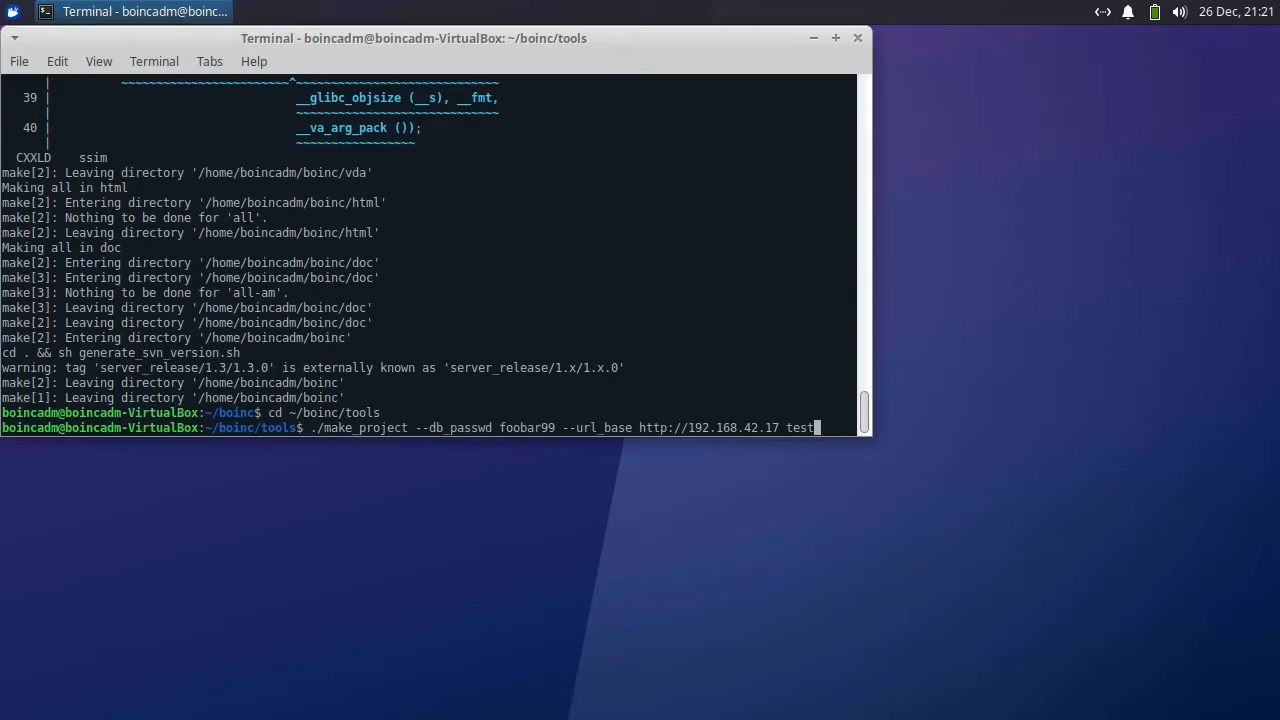 Terminal - boincadm@boinc...
26 Dec, 21:21
Terminal - boincadm@boincadm-VirtualBox: ~/boinc/tools
File Edit View Terminal Tabs Help
| ~~~~~~~~~~~~~~~~~~~~~~~~^~~~~~~~~~~~~~~~~~~~~~~~~~~~~
39 | __glibc_objsize (__s), __fmt,
| ~~~~~~~~~~~~~~~~~~~~~~~~~~~~~
40 | __va_arg_pack ());
| ~~~~~~~~~~~~~~~~~
CXXLD ssim
make[2]: Leaving directory '/home/boincadm/boinc/vda'
Making all in html
make[2]: Entering directory '/home/boincadm/boinc/html'
make[2]: Nothing to be done for 'all'.
make[2]: Leaving directory '/home/boincadm/boinc/html'
Making all in doc
make[2]: Entering directory '/home/boincadm/boinc/doc'
make[3]: Entering directory '/home/boincadm/boinc/doc'
make[3]: Nothing to be done for 'all-am'.
make[3]: Leaving directory '/home/boincadm/boinc/doc'
make[2]: Leaving directory '/home/boincadm/boinc/doc'
make[2]: Entering directory '/home/boincadm/boinc'
cd . && sh generate_svn_version.sh
warning: tag 'server_release/1.3/1.3.0' is externally known as 'server_release/1.x/1.x.0'
make[2]: Leaving directory '/home/boincadm/boinc'
make[1]: Leaving directory '/home/boincadm/boinc'
boincadm@boincadm-VirtualBox:~/boinc$ cd ~/boinc/tools
boincadm@boincadm-VirtualBox:~/boinc/tools$ ./make_project --db_passwd foobar99 --url_base http://192.168.42.17 test